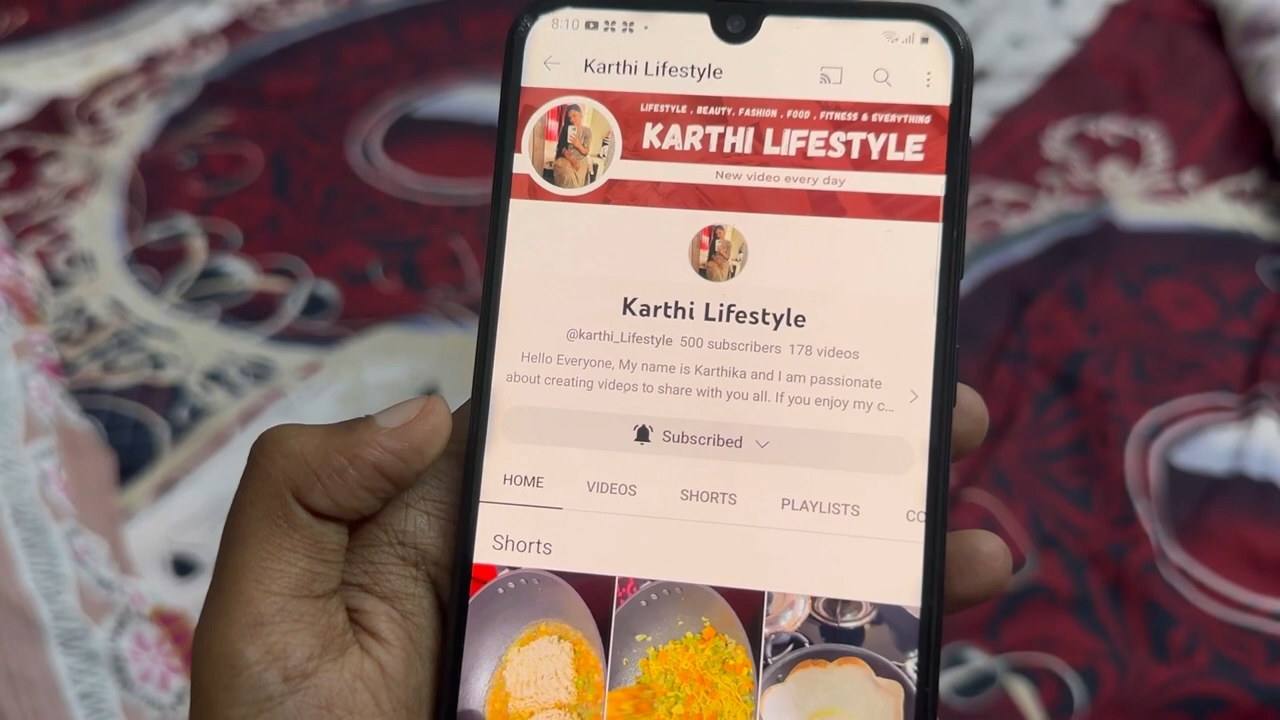 8:10
Karthi Lifestyle
LIFESTYLE , BEAUTY, FASHION , FOOD , FITNESS & EVERYTHING
KARTHI LIFESTYLE
New video every day
Karthi Lifestyle
@karthi_Lifestyle 500 subscribers 178 videos
Hello Everyone, My name is Karthika and I am passionate
about creating videos to share with you all. If you enjoy my c...
Subscribed
HOME VIDEOS SHORTS PLAYLISTS CO
Shorts